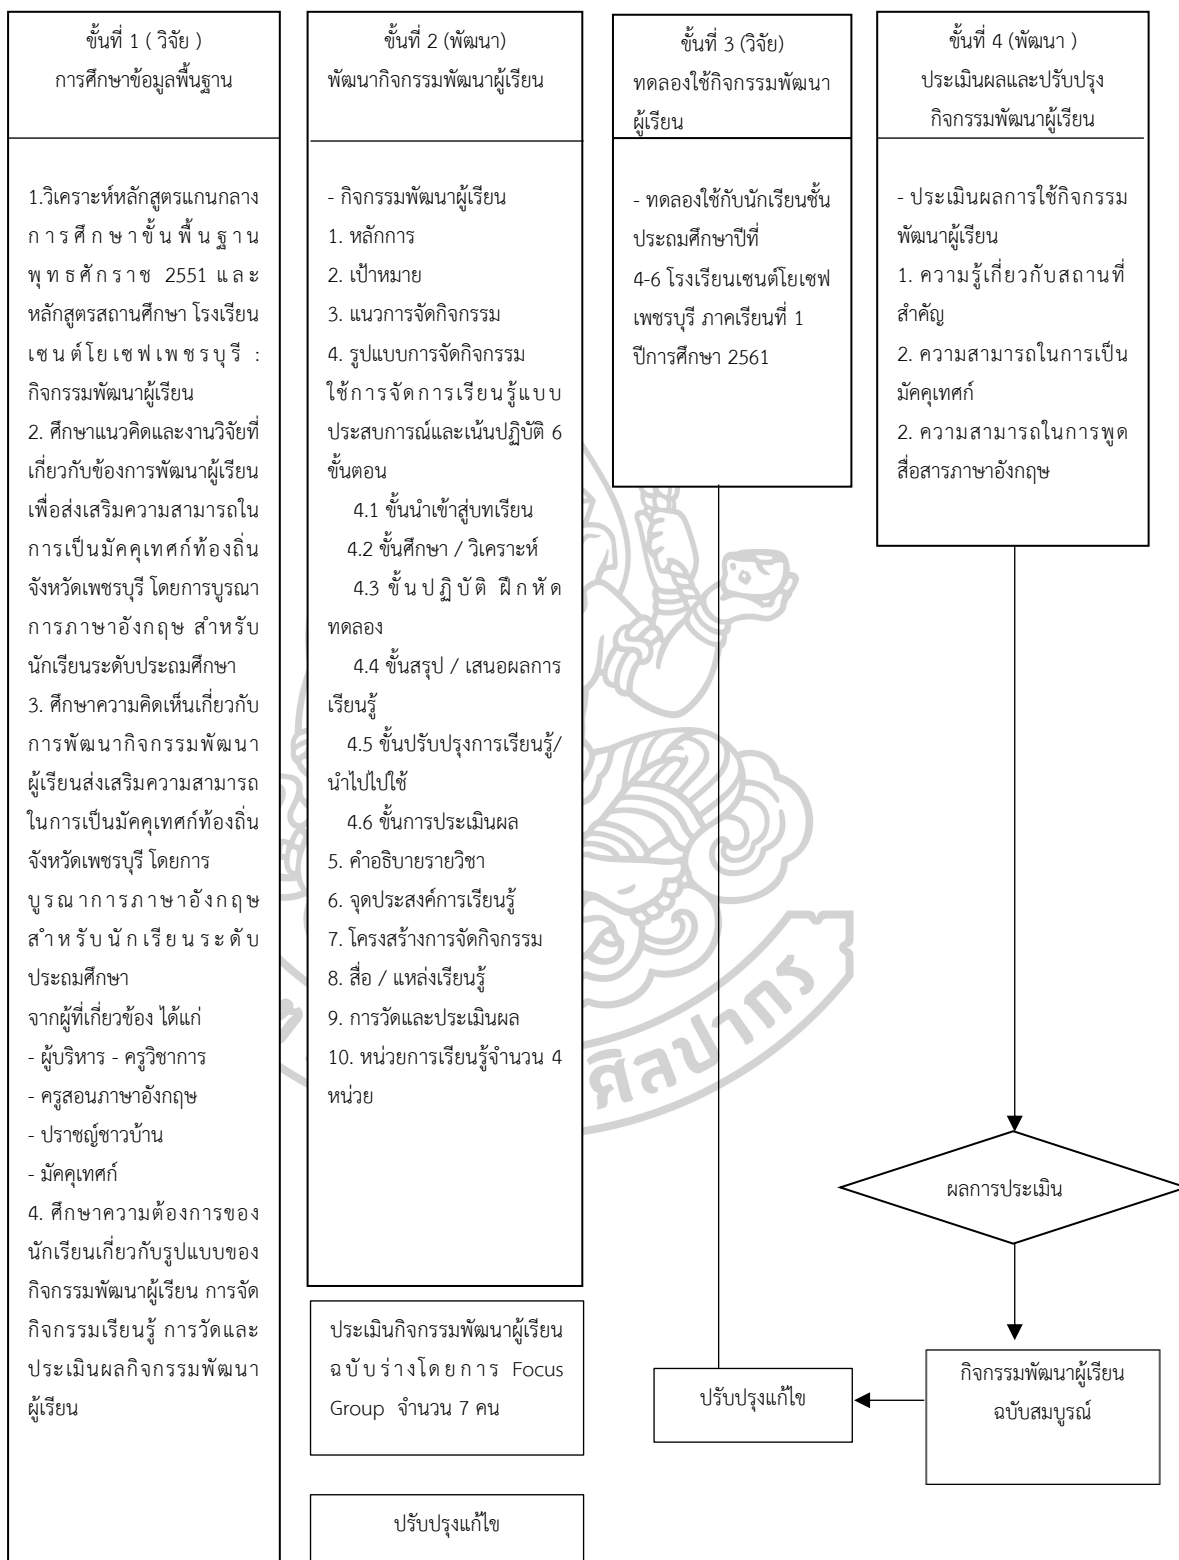 ขั้นที่ 1 ( วิจัย )
การศึกษาข้อมูลพื้นฐาน
1.วิเคราะห์หลักสูตรแกนกลาง
การศึกษาขั้นพื้นฐาน
พุทธศักราช 2551 และ
หลักสูตรสถานศึกษา โรงเรียน
เซนต์โยเซฟเพชรบุรี :
กิจกรรมพัฒนาผู้เรียน
2. ศึกษาแนวคิดและงานวิจัยที่
เกี่ยวกับข้องการพัฒนาผู้เรียน
เพื่อส่งเสริมความสามารถใน
การเป็นมัคคุเทศก์ท้องถิ่น
จังหวัดเพชรบุรี โดยการบูรณา
การภาษาอังกฤษ สำหรับ
นักเรียนระดับประถมศึกษา
3. ศึกษาความคิดเห็นเกี่ยวกับ
การพัฒนากิจกรรมพัฒนา
ผู้เรียนส่งเสริมความสามารถ
ในการเป็นมัคคุเทศก์ท้องถิ่น
จังหวัดเพชรบุรี โดยการ
บูรณาการภาษาอังกฤษ
สำหรับนักเรียนระดับ
ประถมศึกษา
จากผู้ที่เกี่ยวข้อง ได้แก่
- ผู้บริหาร - ครูวิชาการ
- ครูสอนภาษาอังกฤษ
- ปราชญ์ชาวบ้าน
- มัคคุเทศก์
4. ศึกษาความต้องการของ
นักเรียนเกี่ยวกับรูปแบบของ
กิจกรรมพัฒนาผู้เรียน การจัด
กิจกรรมเรียนรู้ การวัดและ
ประเมินผลกิจกรรมพัฒนา
ผู้เรียน
ขั้นที่ 2 (พัฒนา)
พัฒนากิจกรรมพัฒนาผู้เรียน
- กิจกรรมพัฒนาผู้เรียน
1. หลักการ
2. เป้าหมาย
3. แนวการจัดกิจกรรม
4. รูปแบบการจัดกิจกรรม
ใช้การจัดการเรียนรู้แบบ
ประสบการณ์และเน้นปฏิบัติ 6
ขั้นตอน
4.1 ขั้นนำเข้าสู่บทเรียน
4.2 ขั้นศึกษา / วิเคราะห์
4.3 ขั้นปฏิบัติ ฝึกหัด
ทดลอง
4.4 ขั้นสรุป / เสนอผลการ
เรียนรู้
4.5 ขั้นปรับปรุงการเรียนรู้/
นำไปไปใช้
4.6 ขั้นการประเมินผล
5. คำอธิบายรายวิชา
6. จุดประสงค์การเรียนรู้
7. โครงสร้างการจัดกิจกรรม
8. สื่อ / แหล่งเรียนรู้
9. การวัดและประเมินผล
10. หน่วยการเรียนรู้จำนวน 4
หน่วย
ประเมินกิจกรรมพัฒนาผู้เรียน
ฉบับร่างโดยการ Focus
Group จำนวน 7 คน
ปรับปรุงแก้ไข
ขั้นที่ 3 (วิจัย)
ทดลองใช้กิจกรรมพัฒนา
ผู้เรียน
- ทดลองใช้กับนักเรียนชั้น
ประถมศึกษาปีที่
4-6 โรงเรียนเซนต์โยเซฟ
เพชรบุรี ภาคเรียนที่ 1
ปีการศึกษา 2561
ปรับปรุงแก้ไข
ขั้นที่ 4 (พัฒนา )
ประเมินผลและปรับปรุง
กิจกรรมพัฒนาผู้เรียน
- ประเมินผลการใช้กิจกรรม
พัฒนาผู้เรียน
1. ความรู้เกี่ยวกับสถานที่
สำคัญ
2. ความสามารถในการเป็น
มัคคุเทศก์
2. ความสามารถในการพูด
สื่อสารภาษาอังกฤษ
ผลการประเมิน
กิจกรรมพัฒนาผู้เรียน
ฉบับสมบูรณ์
ศิลปากร